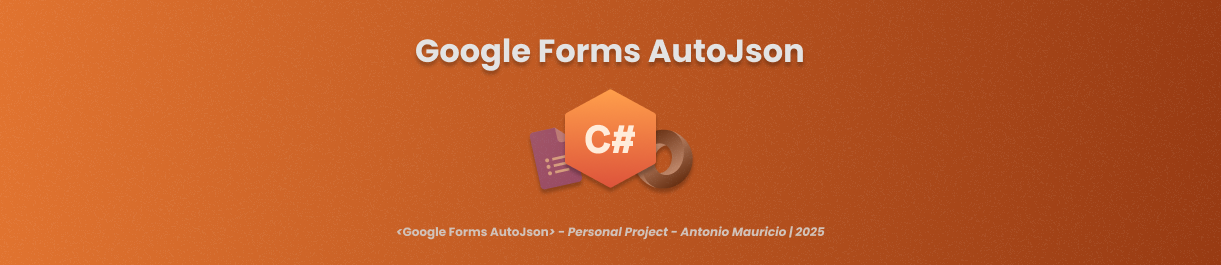 Google Forms AutoJson
C#
<Google Forms AutoJson> - Personal Project - Antonio Mauricio | 2025